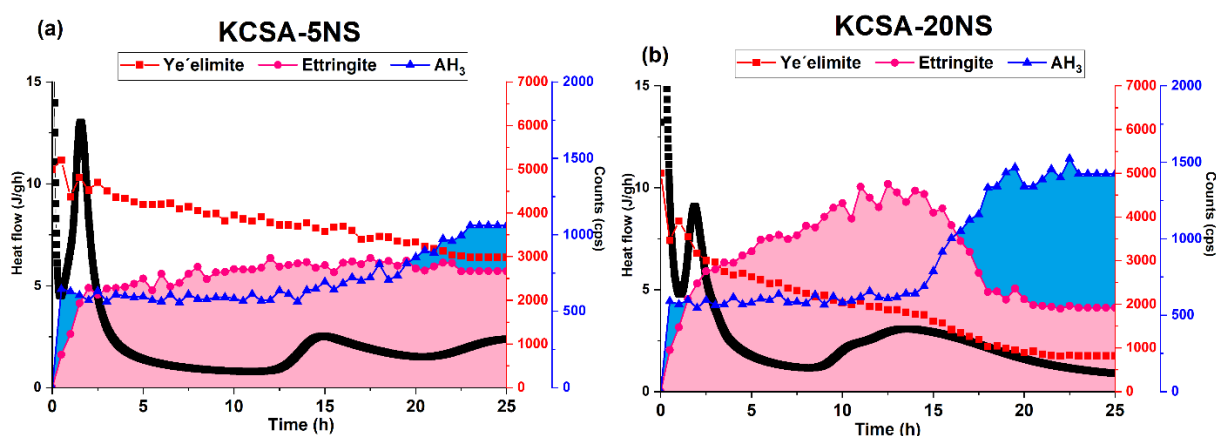 (a) KCSA-5NS
Ye´elimite Ettringite AH3
15
10
5
0
Heat flow (J/gh)
0 5 10 15 20 25
Time (h)
7000
6000
5000
4000
3000
2000
1000
0
2000
1500
1000
500
0
Counts (cps)
(b) KCSA-20NS
Ye´elimite Ettringite AH3
15
10
5
0
Heat flow (J/gh)
0 5 10 15 20 25
Time (h)
7000
6000
5000
4000
3000
2000
1000
0
2000
1500
1000
500
0
Counts (cps)